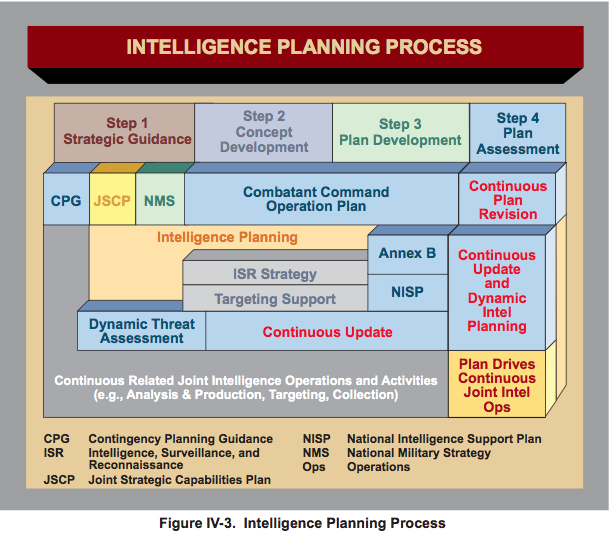 INTELLIGENCE PLANNING PROCESS
Step 1
Strategic Guidance
Step 2
Concept
Development
Step 3
Plan Development
Step 4
Plan
Assessment
CPG
JSCP
NMS
Combatant Command
Operation Plan
Continuous
Plan
Revision
Intelligence Planning
ISR Strategy
Targeting Support
Annex B
NISP
Continuous
Update
and
Dynamic
Intel
Planning
Dynamic Threat
Assessment
Continuous Update
Continuous Related Joint Intelligence Operations and Activities
(e.g., Analysis & Production, Targeting, Collection)
Plan Drives
Continuous
Joint Intel
Ops
CPG Contingency Planning Guidance
ISR Intelligence, Surveillance, and
Reconnaissance
JSCP Joint Strategic Capabilities Plan
NISP National Intelligence Support Plan
NMS National Military Strategy
Ops Operations
Figure IV-3. Intelligence Planning Process